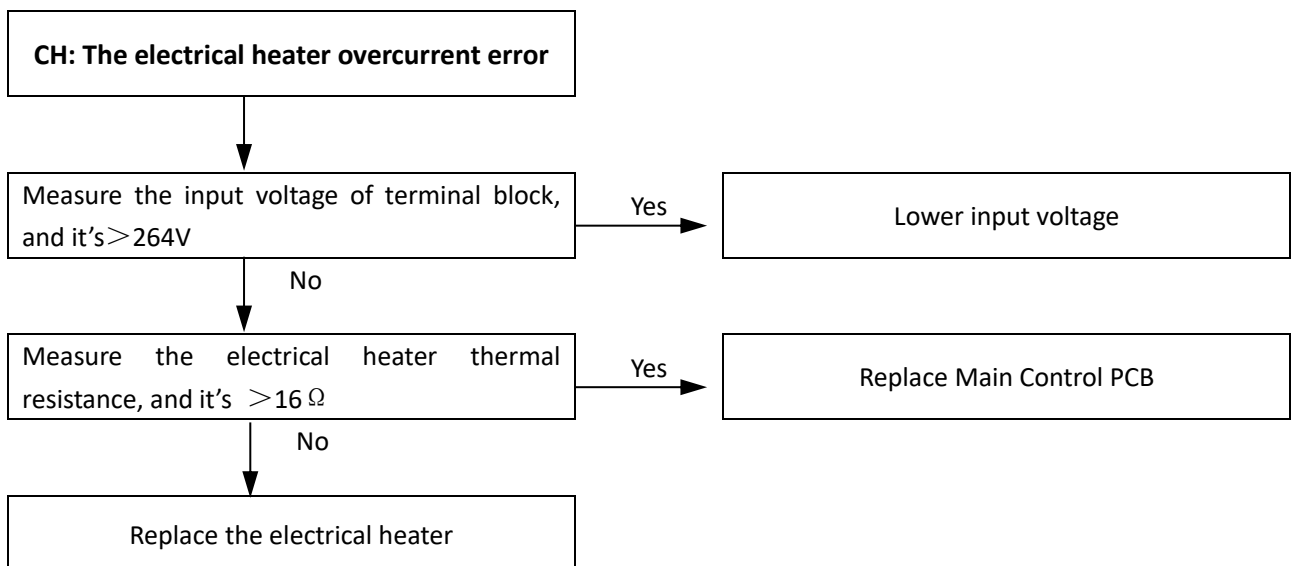 CH: The electrical heater overcurrent error
Measure the input voltage of terminal block,
and it's＞264V
Yes
Lower input voltage
No
Measure the electrical heater thermal
resistance, and it's ＞16Ω
Yes
Replace Main Control PCB
No
Replace the electrical heater